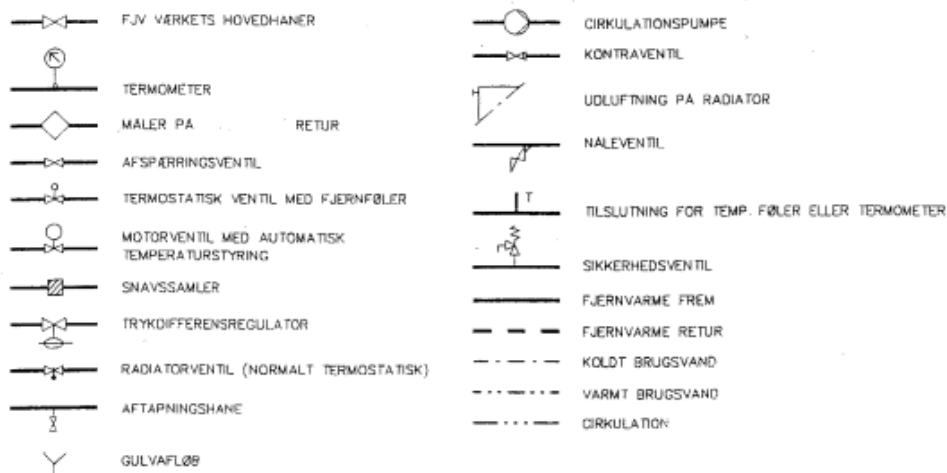 FJV VÆRKETS HOVEDHANER
TERMOMETER
MÅLER PÅ RETUR
AFSPÆRRINGSVENTIL
TERMOSTATISK VENTIL MED FJERNFØLER
MOTORVENTIL MED AUTOMATISK
TEMPERATURSTYRING
SNAVSSAMLER
TRYKDIFFERENSREGULATOR
RADIATORVENTIL (NORMALT TERMOSTATISK)
AFTAPNINGSHANE
GULVAFLØB
CIRKULATIONSPUMPE
KONTRAVENTIL
UDLUFTNING PÅ RADIATOR
NÅLEVENTIL
T
TILSLUTNING FOR TEMP. FØLER ELLER TERMOMETER
SIKKERHEDSVENTIL
FJERNVARME FREM
FJERNVARME RETUR
KOLDT BRUGSVAND
VARMT BRUGSVAND
CIRKULATION